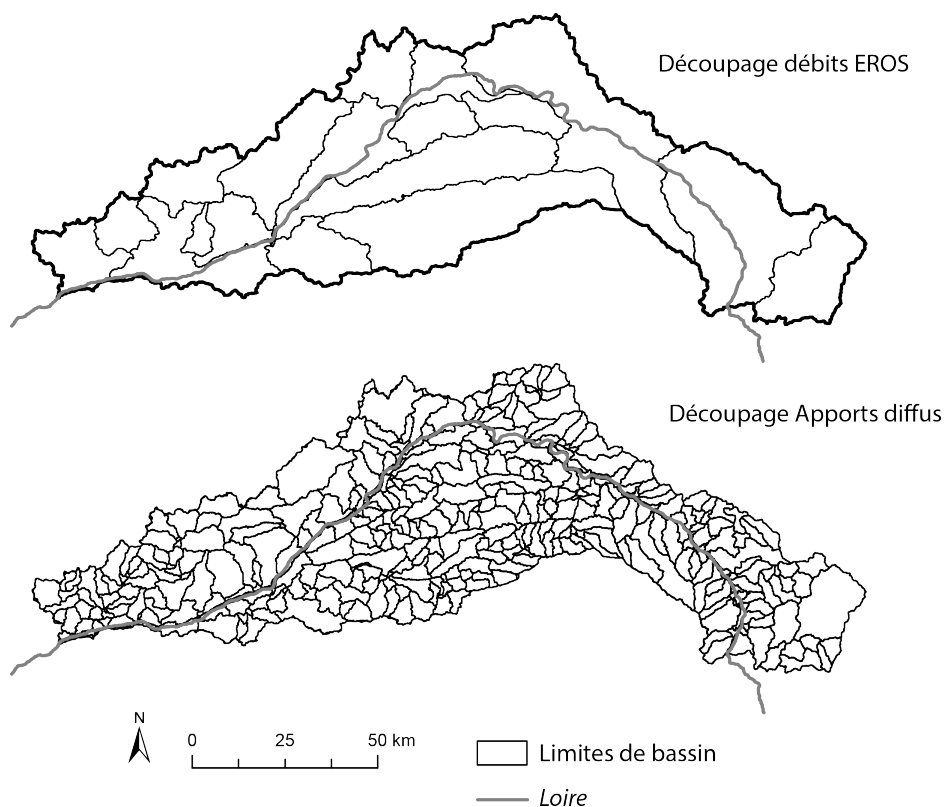 Découpage débits EROS
Découpage Apports diffus
N
0 25 50 km
Limites de bassin
Loire